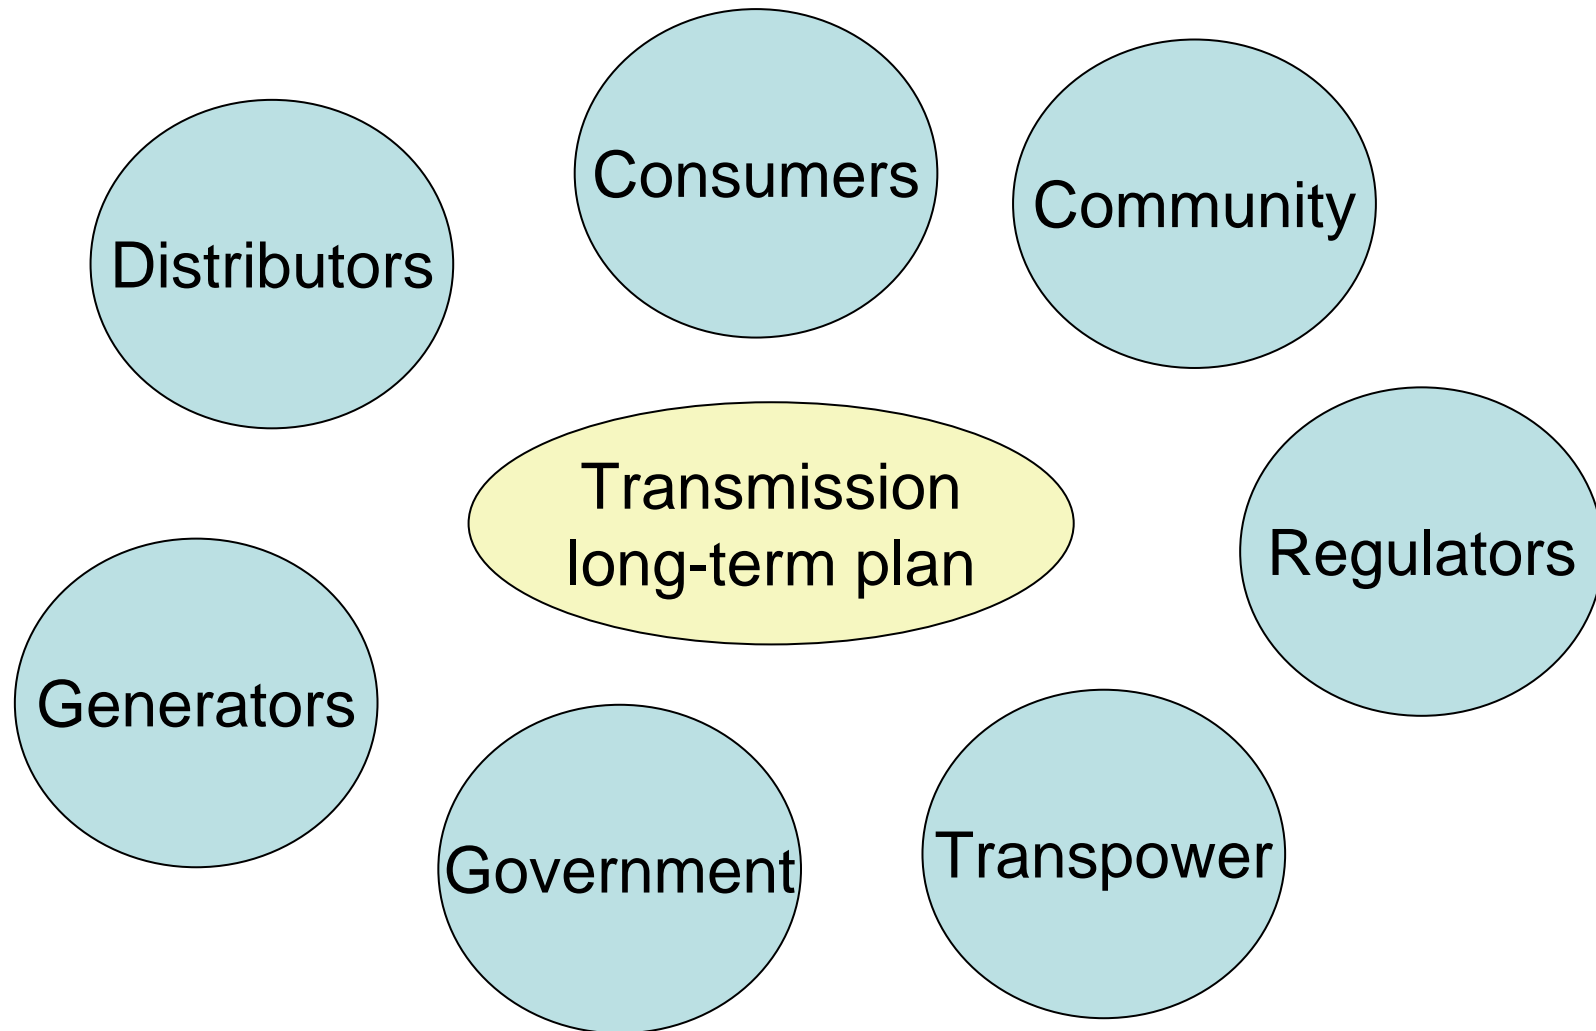 Consumers
Community
Distributors
Transmission
long-term plan
Regulators
Generators
Government
Transpower